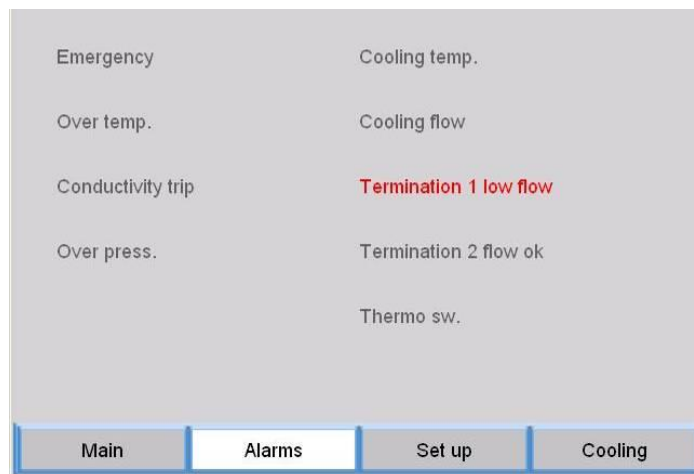 Emergency
Cooling temp.
Over temp.
Cooling flow
Conductivity trip
Termination 1 low flow
Over press.
Termination 2 flow ok
Thermo sw.
Main
Alarms
Set up
Cooling